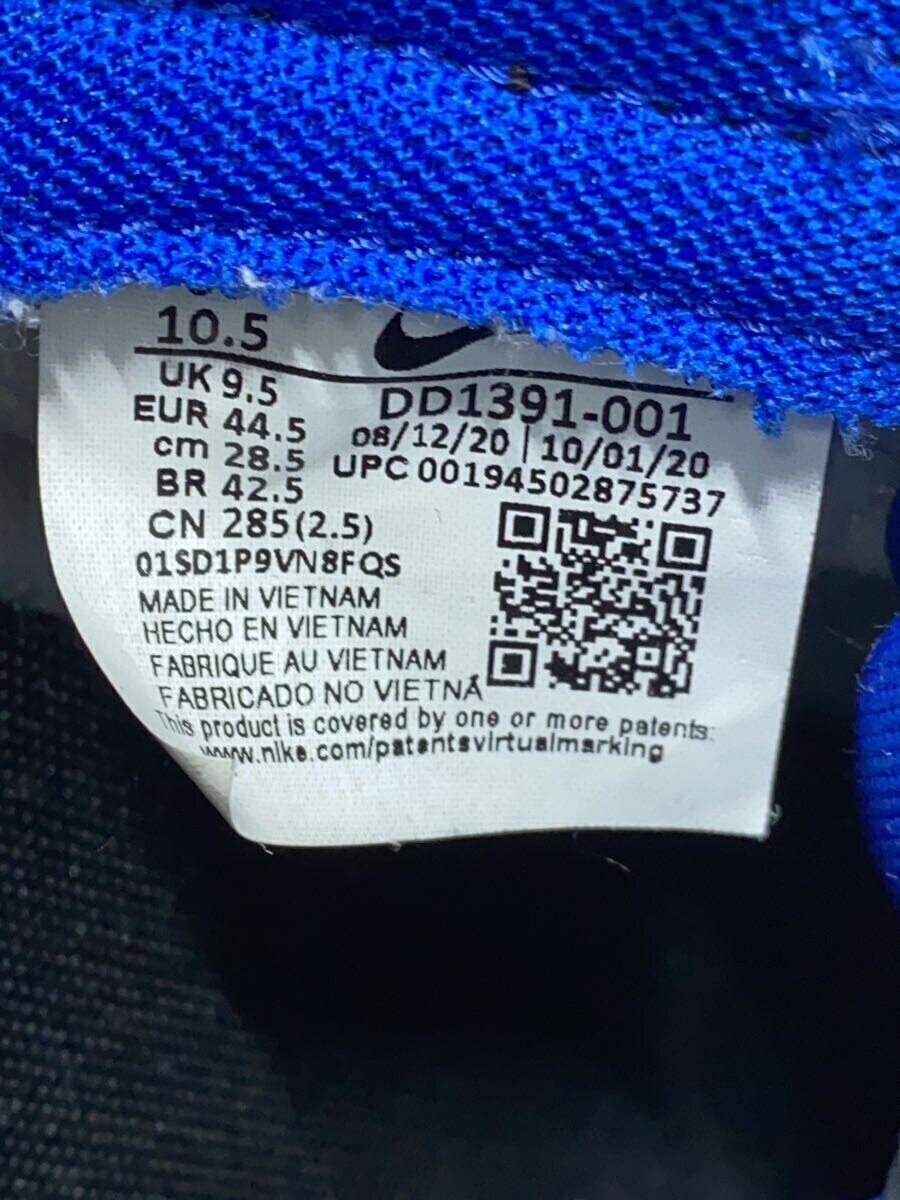 10.5
UK 9.5
EUR 44.5
cm 28.5
BR 42.5
CN 285(2.5)
DD1391-001
08/12/20 | 10/01/20
UPC 00194502875737
01SD1P9VN8FQS
MADE IN VIETNAM
HECHO EN VIETNAM
FABRIQUE AU VIETNAM
FABRICADO NO VIETNÃ
This product is covered by one or more patents:
www.nike.com/patentsvirtualmarking